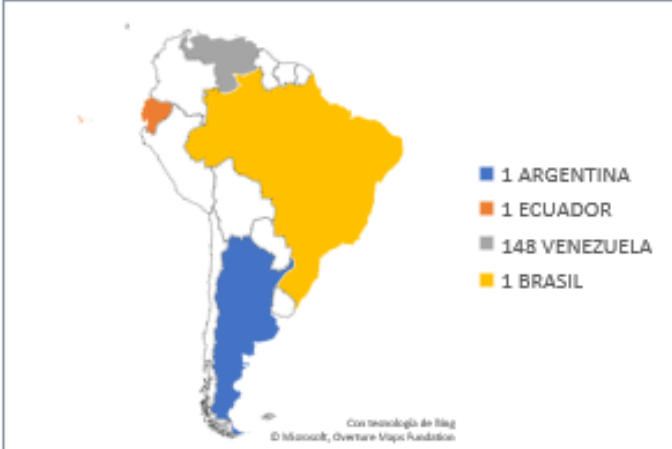 1 ARGENTINA
1 ECUADOR
148 VENEZUELA
1 BRASIL
Con tecnología de Bing
© Microsoft, Overture Maps Fundation